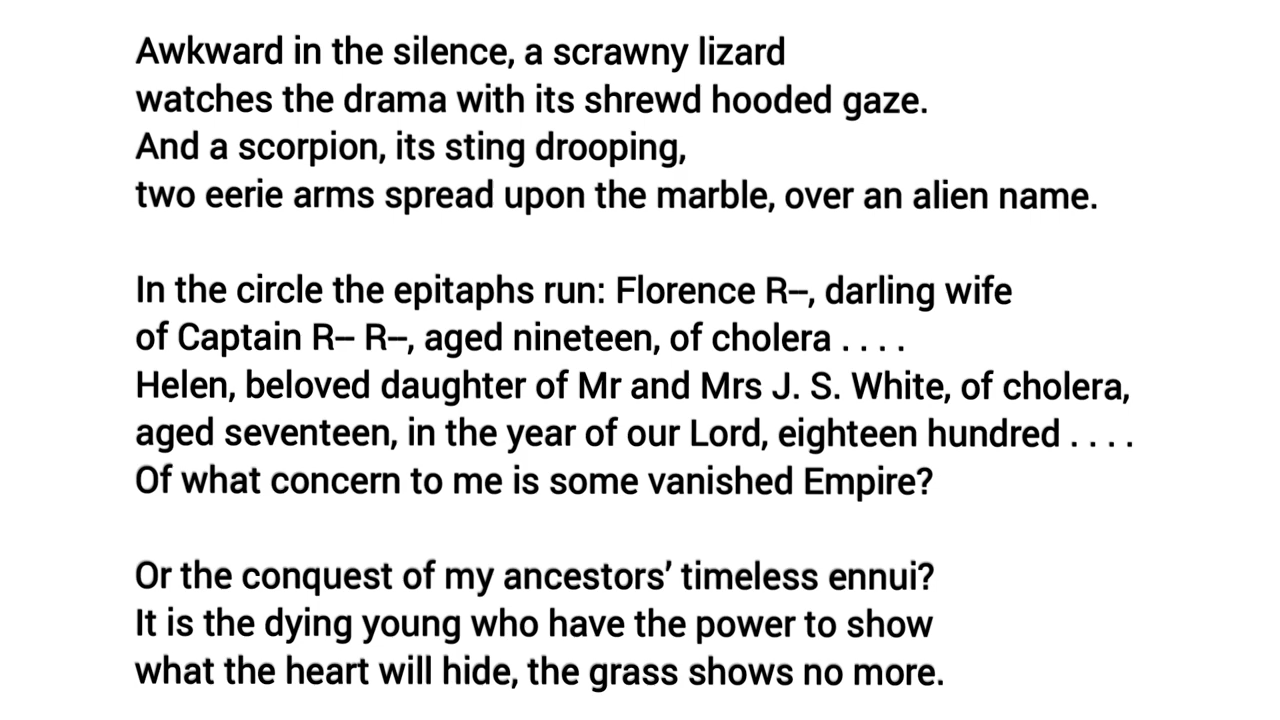 Awkward in the silence, a scrawny lizard
watches the drama with its shrewd hooded gaze.
And a scorpion, its sting drooping,
two eerie arms spread upon the marble, over an alien name.
In the circle the epitaphs run: Florence R–, darling wife
of Captain R– R–, aged nineteen, of cholera . . . .
Helen, beloved daughter of Mr and Mrs J. S. White, of cholera,
aged seventeen, in the year of our Lord, eighteen hundred . . . .
Of what concern to me is some vanished Empire?
Or the conquest of my ancestors’ timeless ennui?
It is the dying young who have the power to show
what the heart will hide, the grass shows no more.